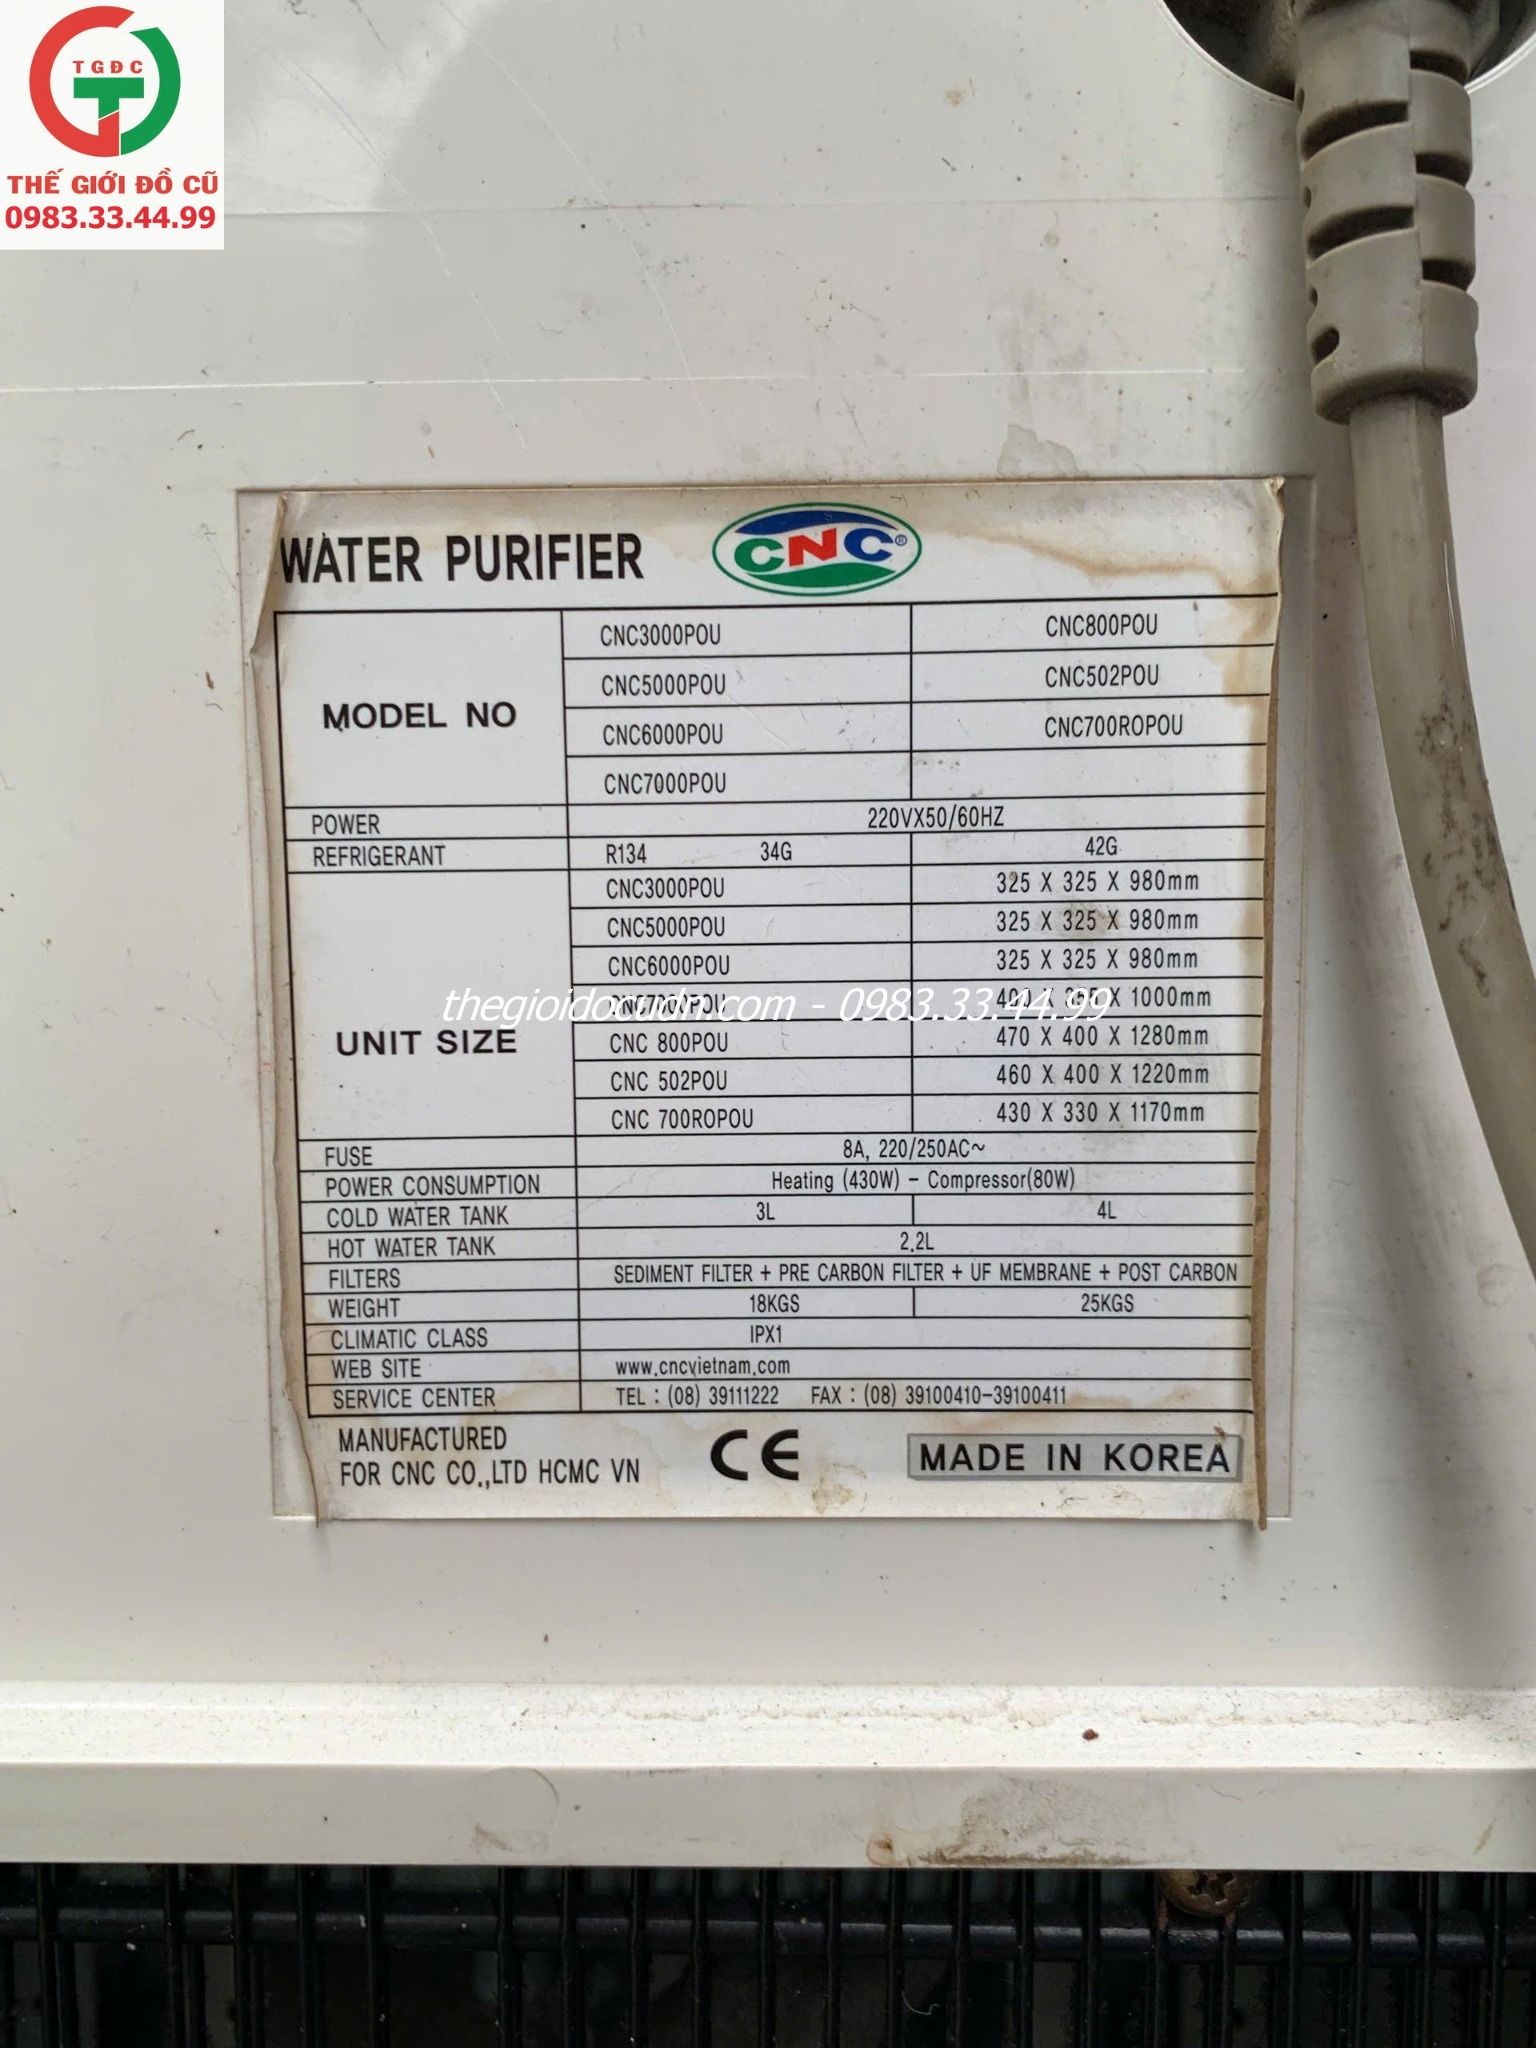 TGĐC
THẾ GIỚI ĐỒ CŨ
0983.33.44.99
WATER PURIFIER CNC®
MODEL NO
CNC3000POU CNC800POU
CNC5000POU CNC502POU
CNC6000POU CNC700ROPOU
CNC7000POU
POWER 220VX50/60HZ
REFRIGERANT R134 34G 42G
UNIT SIZE
CNC3000POU 325 X 325 X 980mm
CNC5000POU 325 X 325 X 980mm
CNC6000POU 325 X 325 X 980mm
CNC7000POU X 1000mm
thegioidocudn.com - 0983.33.44.99
CNC 800POU 470 X 400 X 1280mm
CNC 502POU 460 X 400 X 1220mm
CNC 700ROPOU 430 X 330 X 1170mm
FUSE 8A, 220/250AC~
POWER CONSUMPTION Heating (430W) - Compressor(80W)
COLD WATER TANK 3L 4L
HOT WATER TANK 2.2L
FILTERS SEDIMENT FILTER + PRE CARBON FILTER + UF MEMBRANE + POST CARBON
WEIGHT 18KGS 25KGS
CLIMATIC CLASS IPX1
WEB SITE www.cncvietnam.com
SERVICE CENTER TEL : (08) 39111222 FAX : (08) 39100410-39100411
MANUFACTURED
FOR CNC CO.,LTD HCMC VN CE MADE IN KOREA